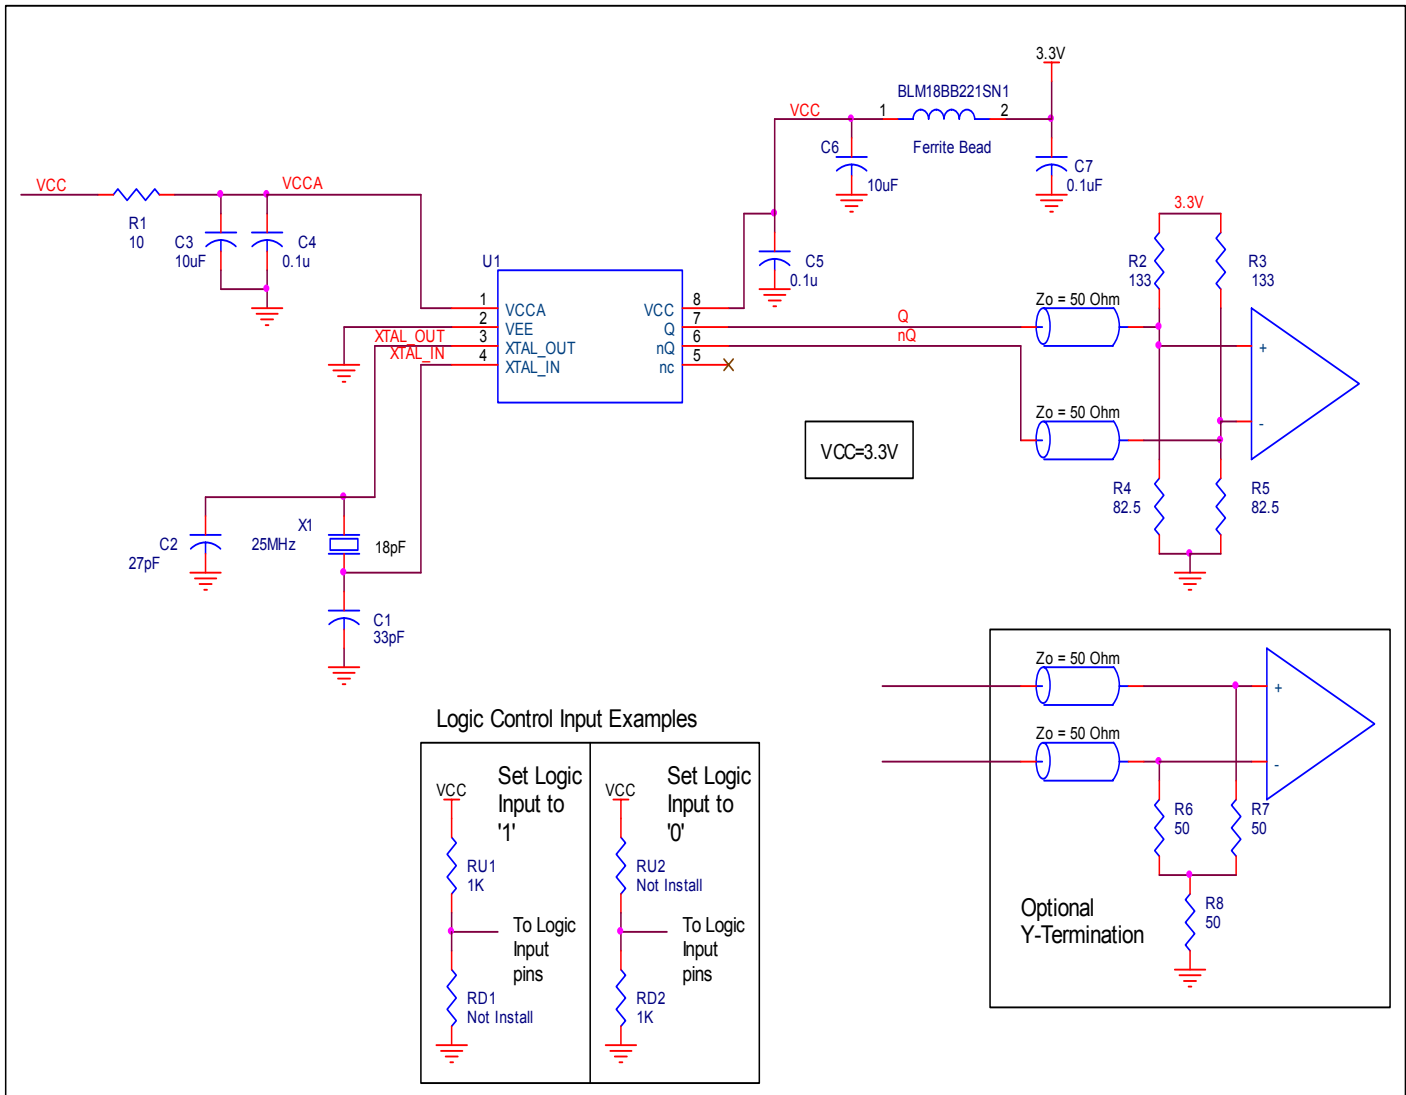 3.3V
BLM18BB221SN1
VCC
1
2
C6
10uF
Ferrite Bead
C7
0.1uF
VCC
R1
10
VCCA
C3
10uF
C4
0.1u
C5
0.1u
3.3V
R2
133
R3
133
U1
1
VCCA
2
VEE
XTAL_OUT
3
XTAL_OUT
XTAL_IN
4
XTAL_IN
VCC
8
Q
7
nQ
6
nc
5
Q
nQ
Zo = 50 Ohm
+
Zo = 50 Ohm
-
VCC=3.3V
R4
82.5
R5
82.5
C2
27pF
X1
25MHz
18pF
C1
33pF
Zo = 50 Ohm
+
Zo = 50 Ohm
-
R6
50
R7
50
R8
50
Optional
Y-Termination
Logic Control Input Examples
VCC
Set Logic
Input to
'1'
RU1
1K
To Logic
Input
pins
RD1
Not Install
VCC
Set Logic
Input to
'0'
RU2
Not Install
To Logic
Input
pins
RD2
1K